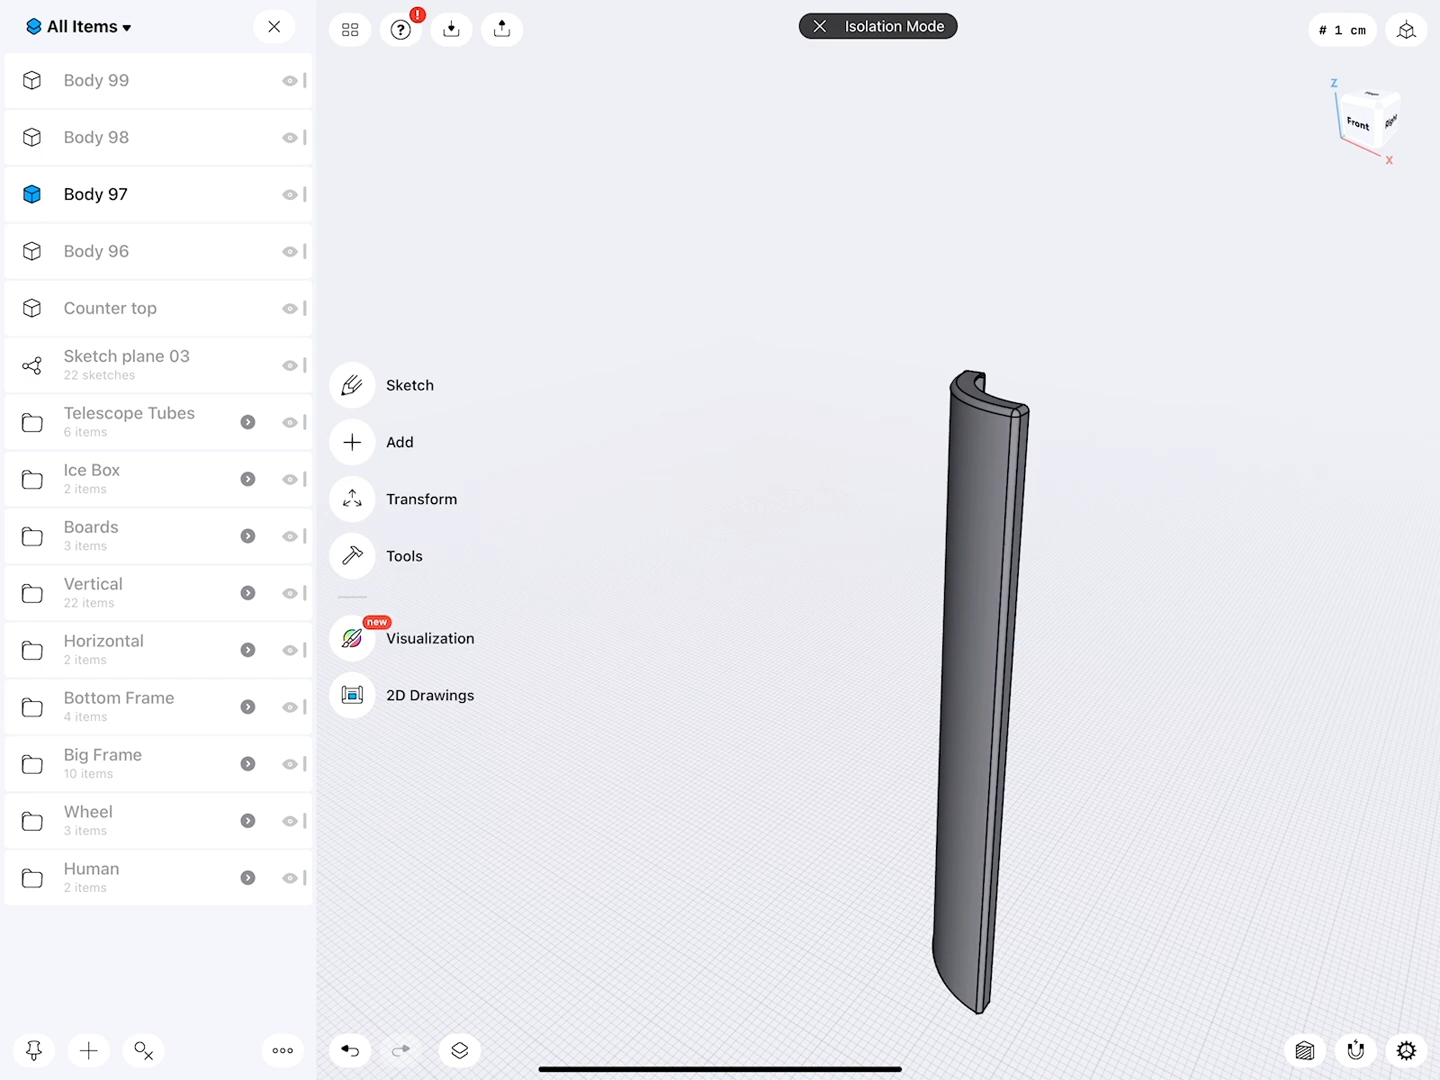 All Items
Isolation Mode
# 1 cm
Body 99
Body 98
Body 97
Body 96
Counter top
Sketch plane 03
22 sketches
Telescope Tubes
6 items
Ice Box
2 items
Boards
3 items
Vertical
22 items
Horizontal
2 items
Bottom Frame
4 items
Big Frame
10 items
Wheel
3 items
Human
2 items
Sketch
Add
Transform
Tools
new
Visualization
2D Drawings
Z
Front
Right
X